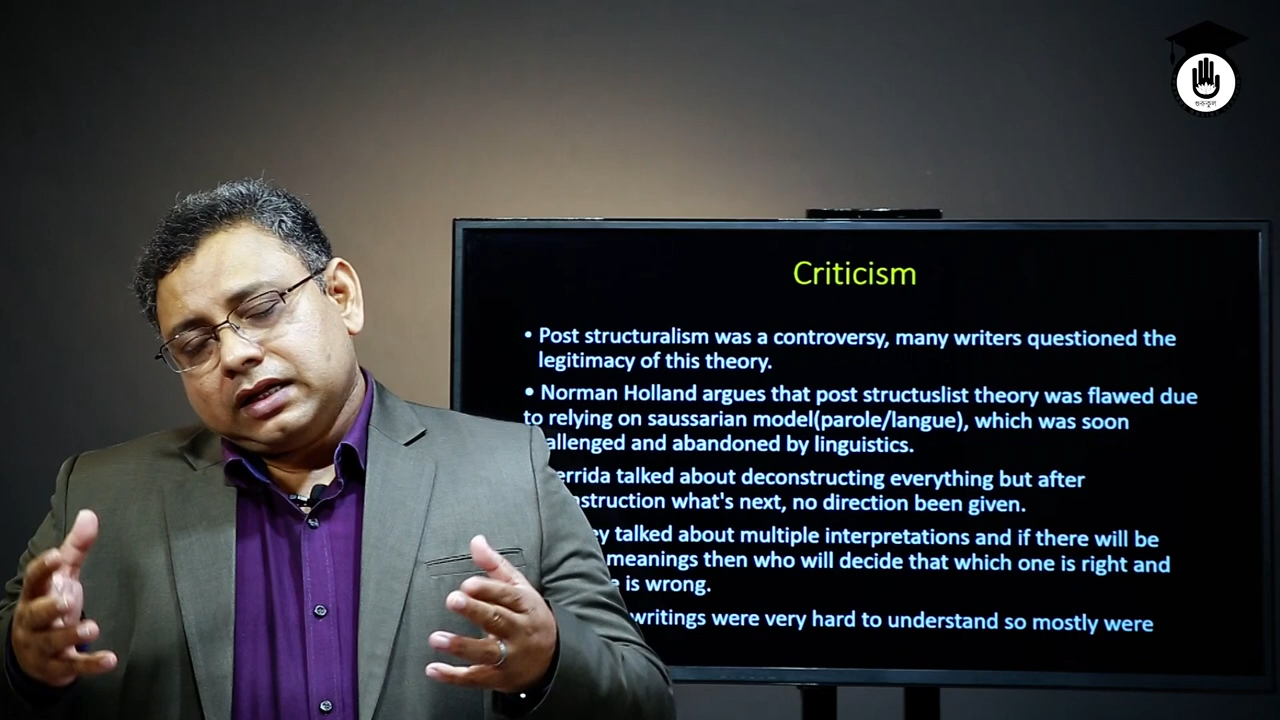 গুরুকুল
Criticism
• Post structuralism was a controversy, many writers questioned the
legitimacy of this theory.
• Norman Holland argues that post structuslist theory was flawed due
to relying on saussarian model(parole/langue), which was soon
allenged and abandoned by linguistics.
errida talked about deconstructing everything but after
nstruction what's next, no direction been given.
ey talked about multiple interpretations and if there will be
meanings then who will decide that which one is right and
e is wrong.
writings were very hard to understand so mostly were